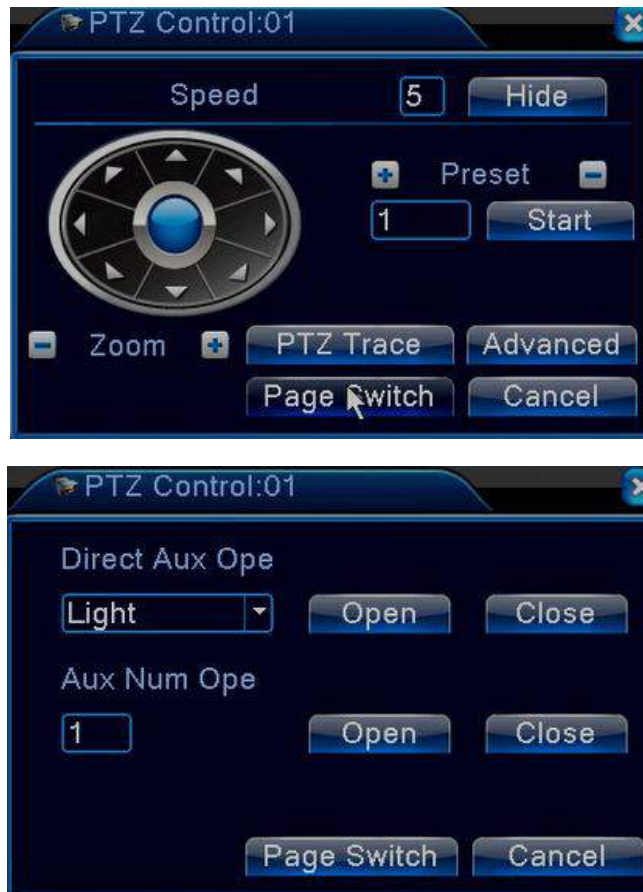 PTZ Control:01
Speed 5 Hide
Preset
1 Start
Zoom PTZ Trace Advanced
Page Switch Cancel
PTZ Control:01
Direct Aux Ope
Light Open Close
Aux Num Ope
1 Open Close
Page Switch Cancel